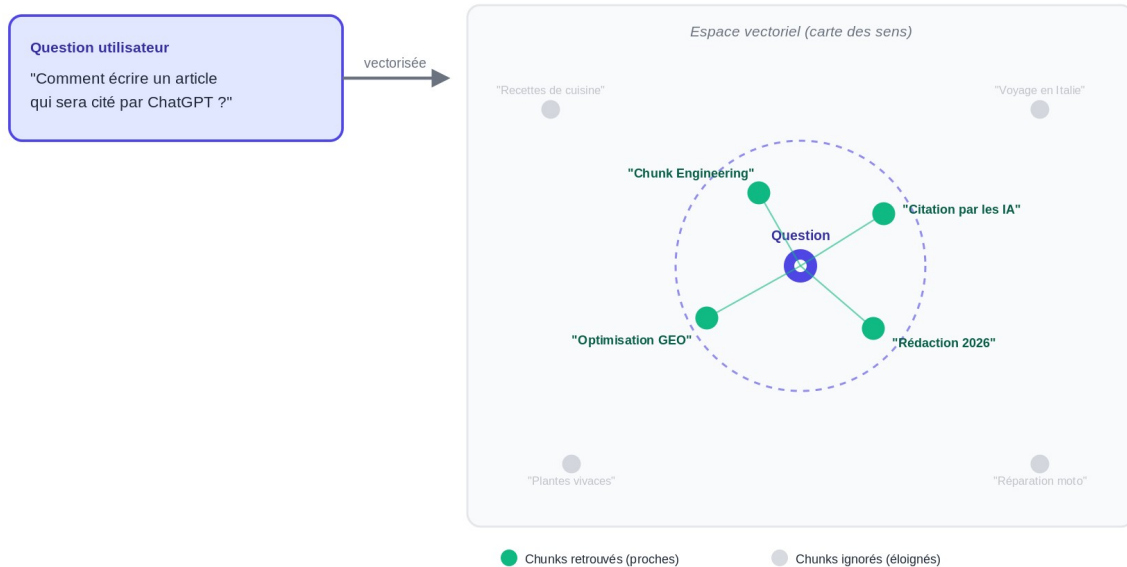 Question utilisateur
"Comment écrire un article
qui sera cité par ChatGPT ?"
vectorisée
Espace vectoriel (carte des sens)
"Recettes de cuisine"
"Voyage en Italie"
"Chunk Engineering"
"Citation par les IA"
Question
"Optimisation GEO"
"Rédaction 2026"
"Plantes vivaces"
"Réparation moto"
Chunks retrouvés (proches)
Chunks ignorés (éloignés)